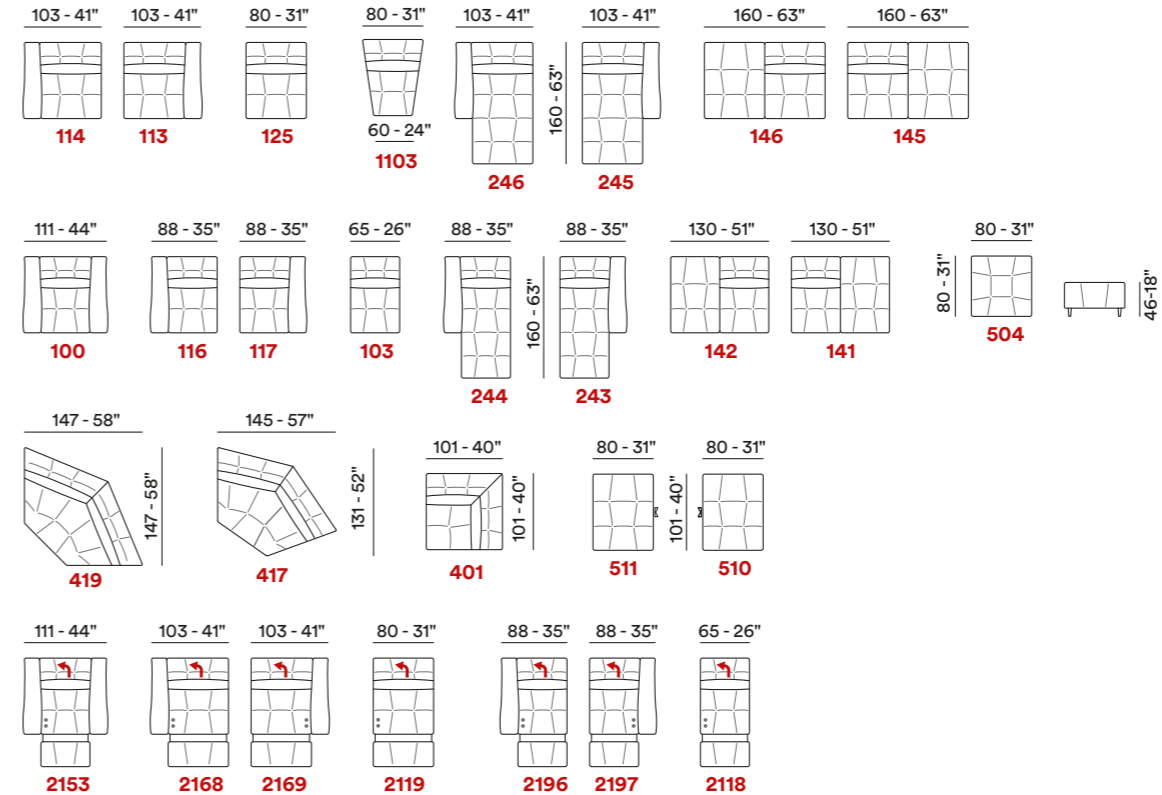 103 - 41" 103 - 41" 80 - 31" 80 - 31" 103 - 41" 103 - 41" 160 - 63" 160 - 63"
160 - 63"
60 - 24"
114 113 125 1103 246 245 146 145
111 - 44" 88 - 35" 88 - 35" 65 - 26" 88 - 35" 88 - 35" 130 - 51" 130 - 51" 80 - 31"
160 - 63" 80 - 31" 46-18"
100 116 117 103 244 243 142 141 504
147 - 58" 145 - 57" 101 - 40" 80 - 31" 80 - 31"
147 - 58" 131 - 52" 101 - 40" 101 - 40"
419 417 401 511 510
111 - 44" 103 - 41" 103 - 41" 80 - 31" 88 - 35" 88 - 35" 65 - 26"
2153 2168 2169 2119 2196 2197 2118